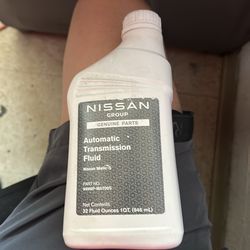 NISSAN
GROUP
GENUINE PARTS
Automatic
Transmission
Fluid
Nissan Matic S
PART NO.
Net Contents:
32 Fluid Ounces 1QT. (946 mL)